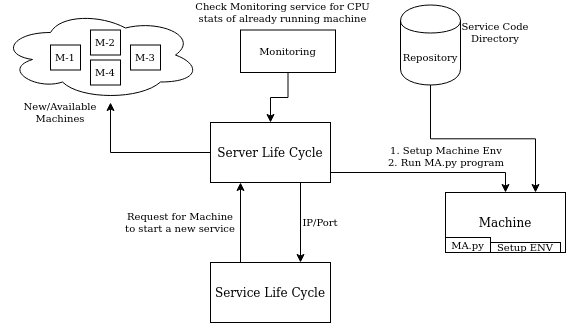 Check Monitoring service for CPU
stats of already running machine
M-1
M-2
M-3
M-4
Monitoring
Service Code
Directory
Repository
New/Available
Machines
Server Life Cycle
1. Setup Machine Env
2. Run MA.py program
Request for Machine
to start a new service
IP/Port
Machine
MA.py
Setup ENV
Service Life Cycle